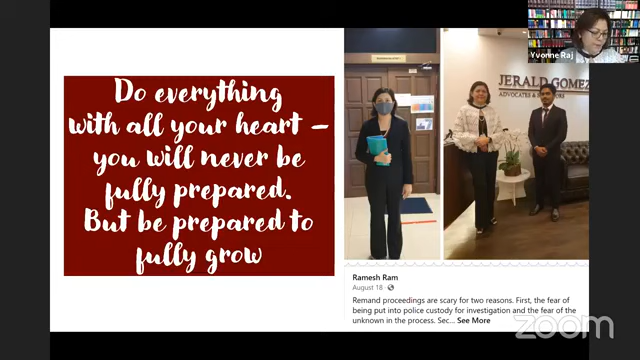 Do everything
with all your heart –
you will never be
fully prepared.
But be prepared to
fully grow
JERALD GOMEZ
ADVOCATES &
Yvonne Raj
Ramesh Ram
August 18 ·
Remand proceedings are scary for two reasons. First, the fear of
being put into police custody for investigation and the fear of the
unknown in the process. Sec... See More
zoom